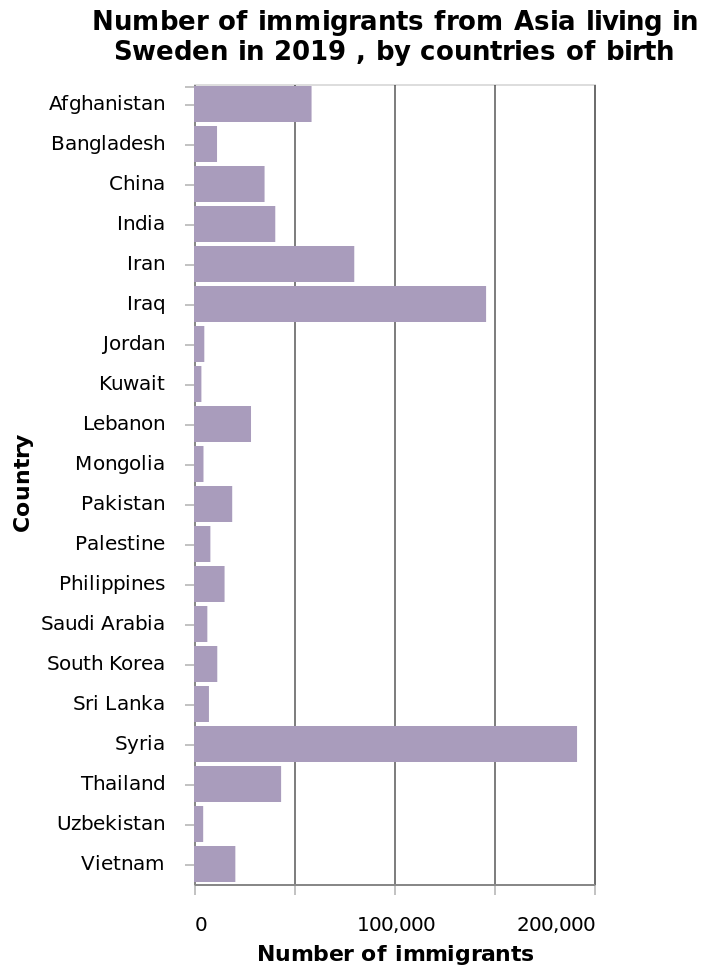 Number of immigrants from Asia living in
Sweden in 2019 , by countries of birth
Country
Afghanistan
Bangladesh
China
India
Iran
Iraq
Jordan
Kuwait
Lebanon
Mongolia
Pakistan
Palestine
Philippines
Saudi Arabia
South Korea
Sri Lanka
Syria
Thailand
Uzbekistan
Vietnam
0 100,000 200,000
Number of immigrants